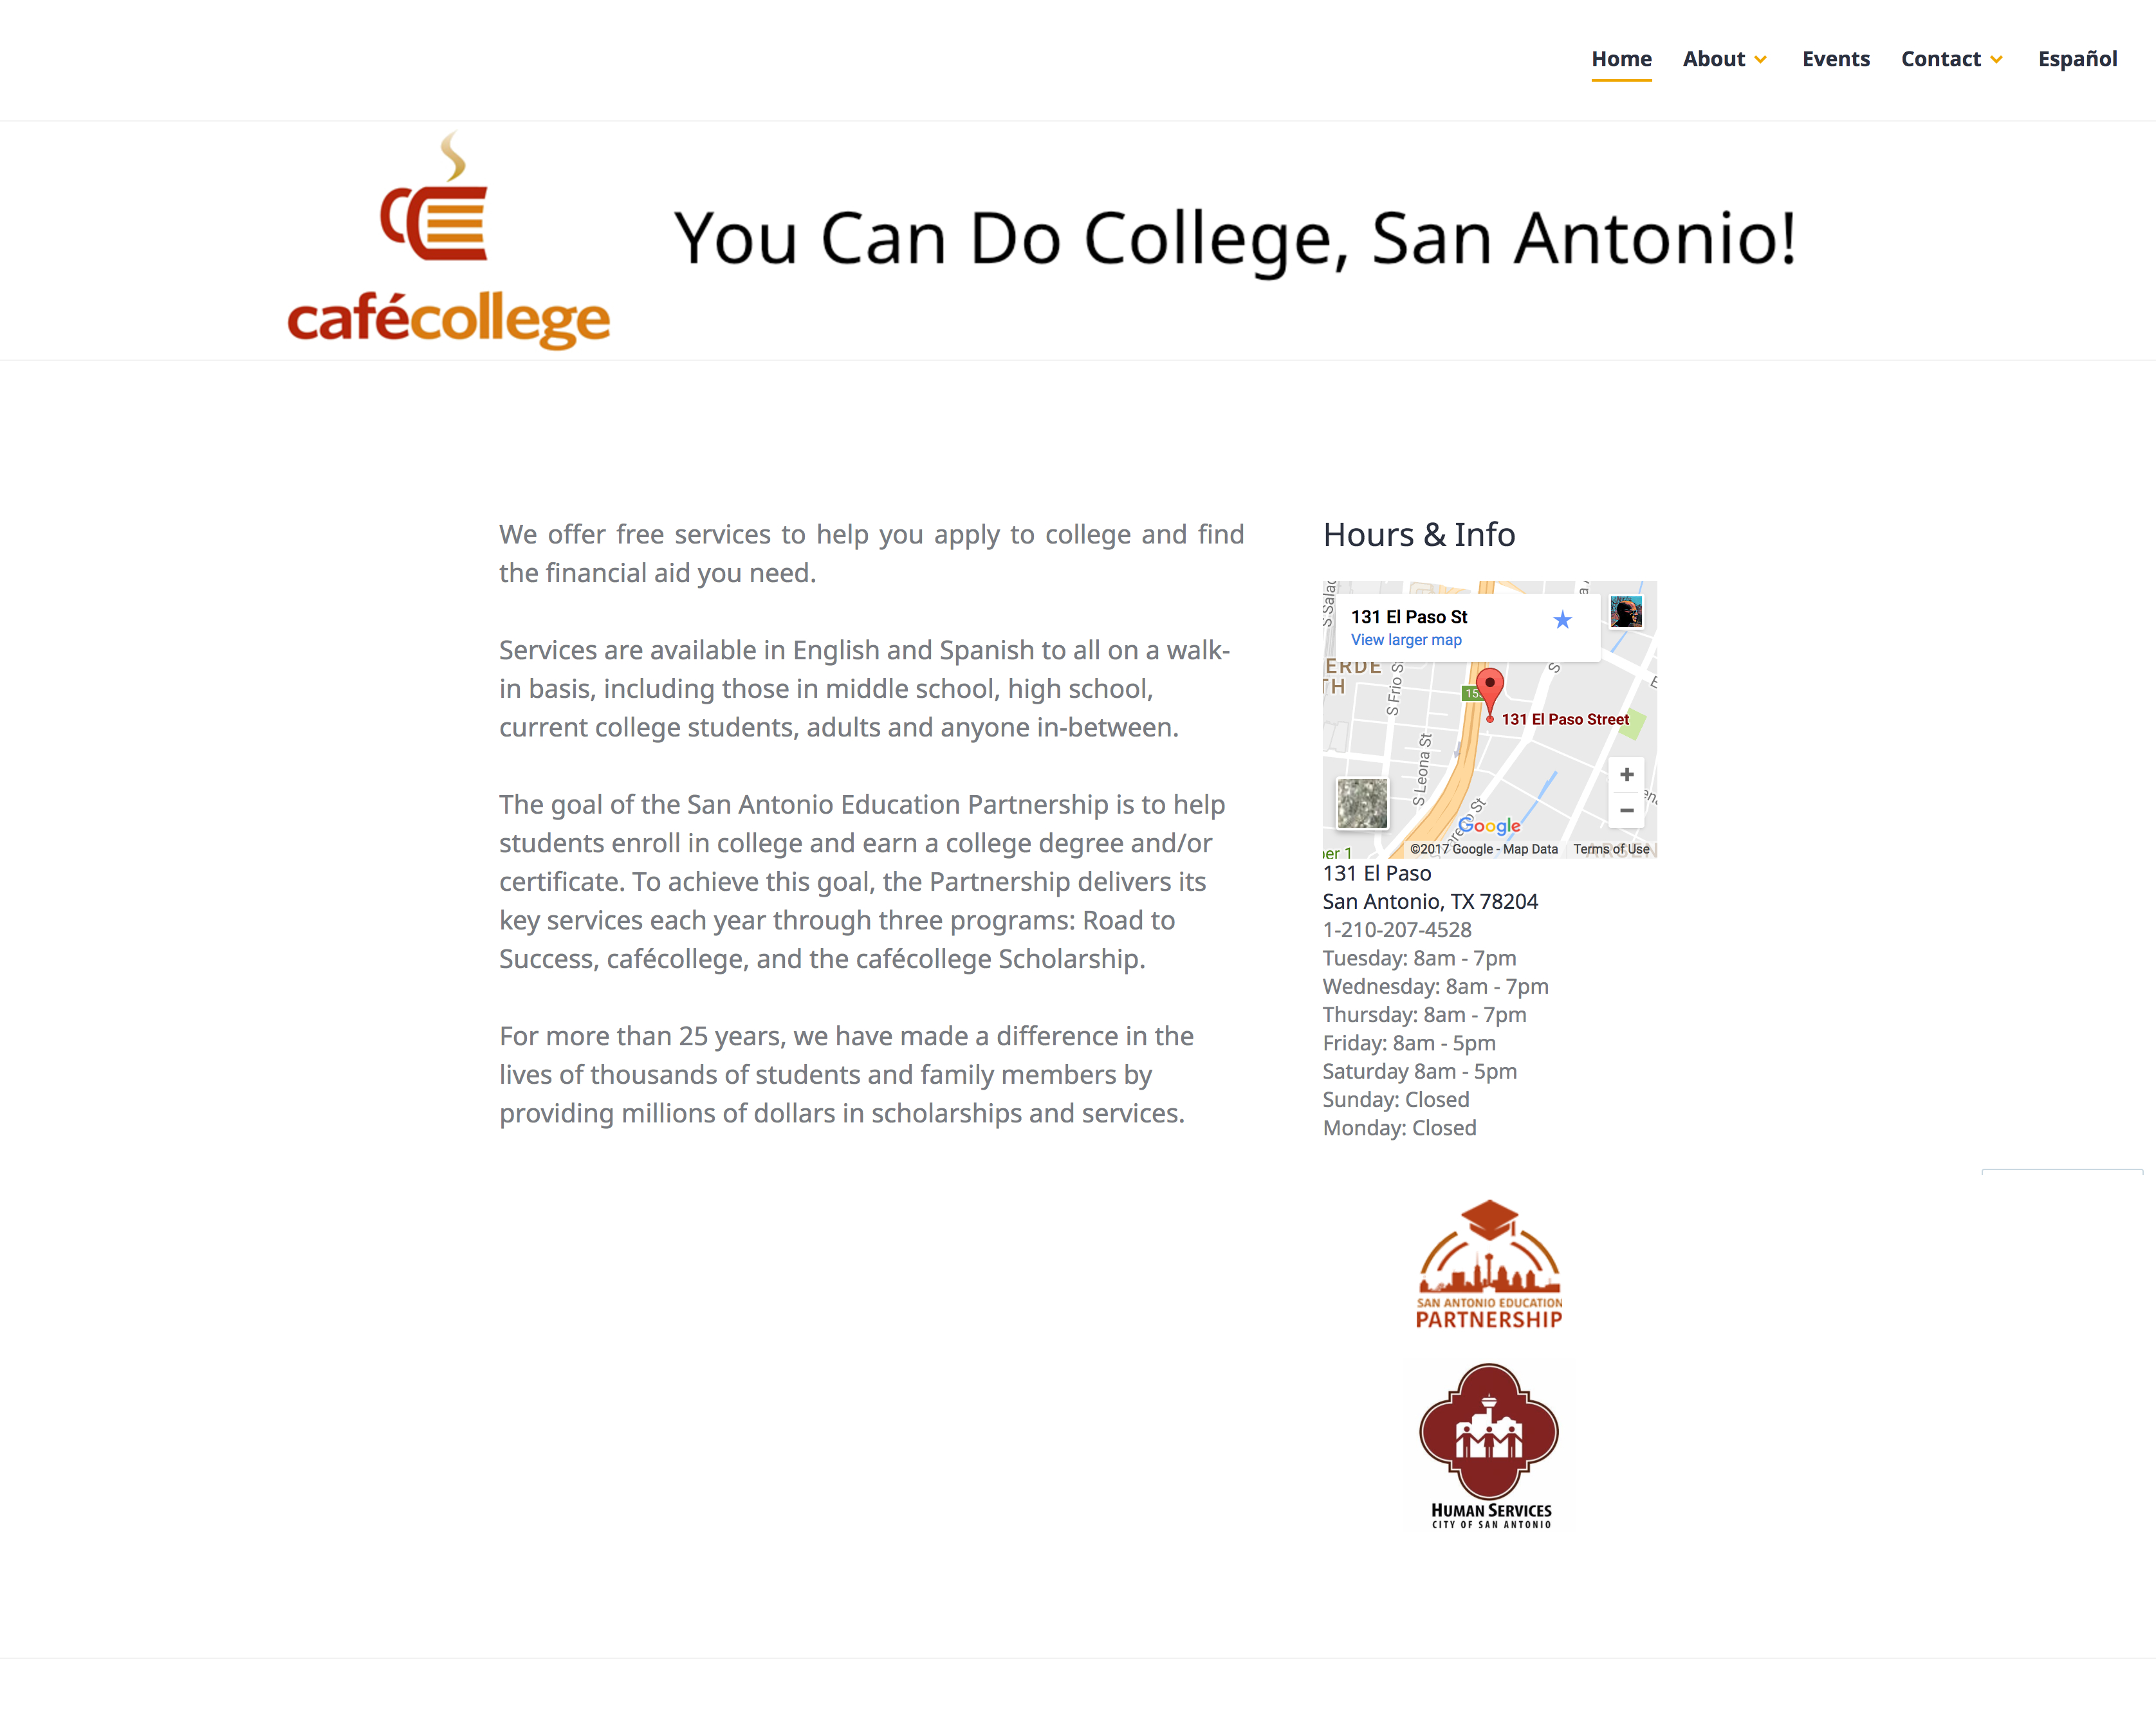 Home About Events Contact Español
cafécollege
You Can Do College, San Antonio!
We offer free services to help you apply to college and find
the financial aid you need.
Services are available in English and Spanish to all on a walk-
in basis, including those in middle school, high school,
current college students, adults and anyone in-between.
The goal of the San Antonio Education Partnership is to help
students enroll in college and earn a college degree and/or
certificate. To achieve this goal, the Partnership delivers its
key services each year through three programs: Road to
Success, cafécollege, and the cafécollege Scholarship.
For more than 25 years, we have made a difference in the
lives of thousands of students and family members by
providing millions of dollars in scholarships and services.
Hours & Info
131 El Paso St
View larger map
S Frio St
131 El Paso Street
S Leona St
Google
©2017 Google - Map Data Terms of Use
131 El Paso
San Antonio, TX 78204
1-210-207-4528
Tuesday: 8am - 7pm
Wednesday: 8am - 7pm
Thursday: 8am - 7pm
Friday: 8am - 5pm
Saturday 8am - 5pm
Sunday: Closed
Monday: Closed
SAN ANTONIO EDUCATION
PARTNERSHIP
HUMAN SERVICES
CITY OF SAN ANTONIO